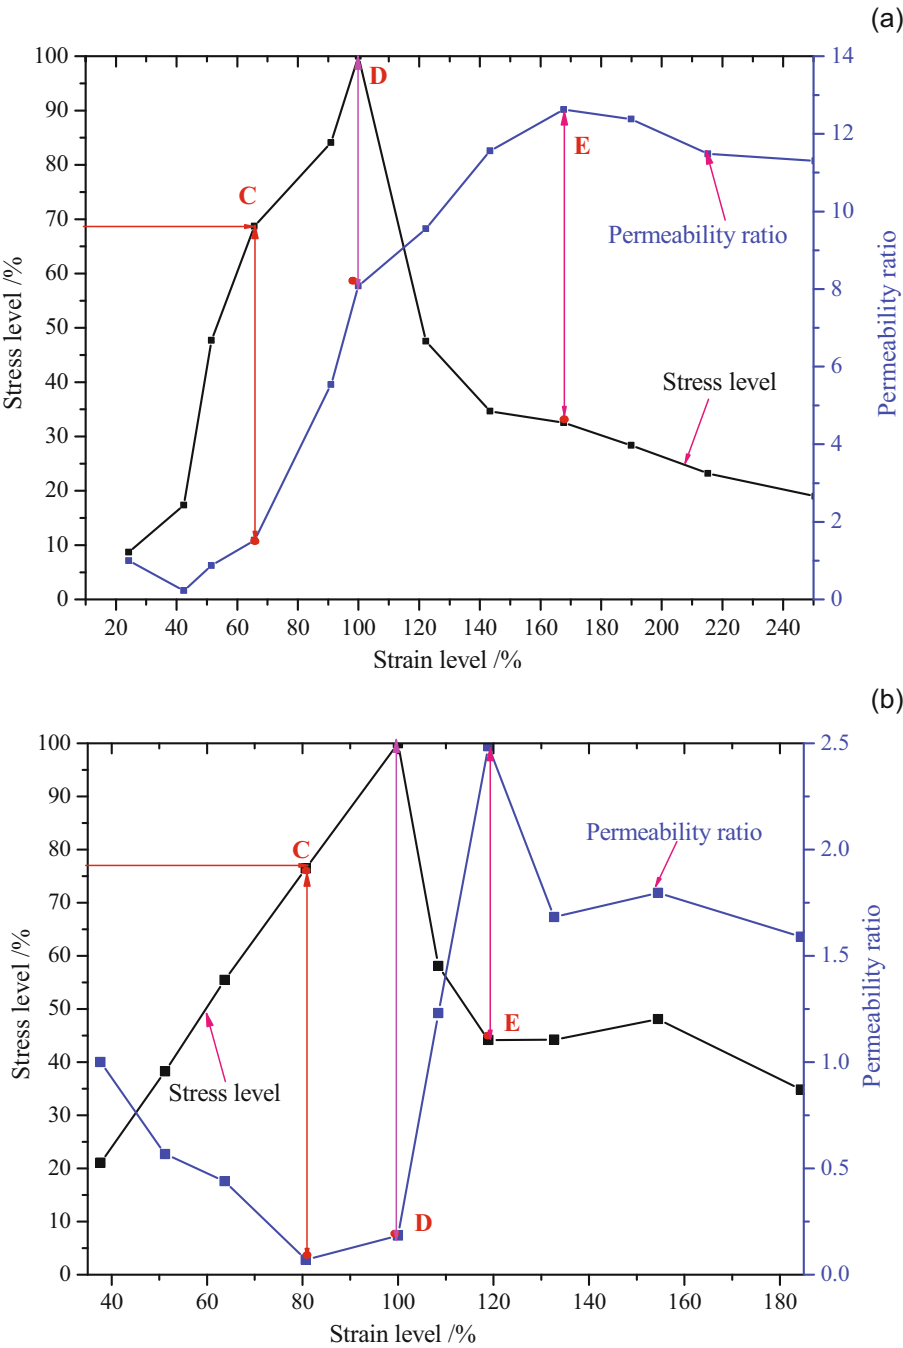 (a)
100
90
80
70
60
50
40
30
20
10
0
Stress level /%
14
12
10
8
6
4
2
0
Permeability ratio
C
D
E
Permeability ratio
Stress level
20 40 60 80 100 120 140 160 180 200 220 240
Strain level /%
(b)
100
90
80
70
60
50
40
30
20
10
0
Stress level /%
2.5
2.0
1.5
1.0
0.5
0.0
Permeability ratio
Permeability ratio
C
E
Stress level
D
40 60 80 100 120 140 160 180
Strain level /%